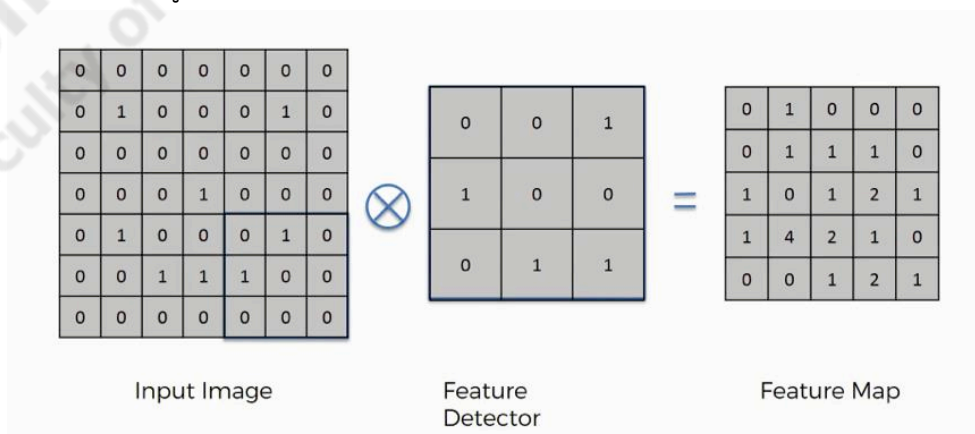 0 0 0 0 0 0 0
0 1 0 0 0 1 0
0 0 0 0 0 0 0
0 0 0 1 0 0 0
0 1 0 0 0 1 0
0 0 1 1 1 0 0
0 0 0 0 0 0 0
0 0 1
1 0 0
0 1 1
=
0 1 0 0 0
0 1 1 1 0
1 0 1 2 1
1 4 2 1 0
0 0 1 2 1
Input Image
Feature
Detector
Feature Map